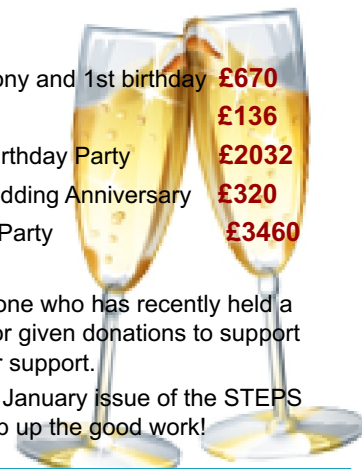 ony and 1st birthday £670
£136
rthday Party £2032
dding Anniversary £320
Party £3460
one who has recently held a
or given donations to support
r support.
January issue of the STEPS
p up the good work!